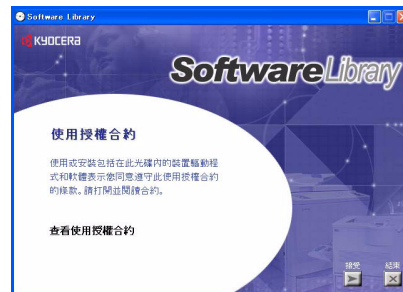 Software Library
KYOCERA
SoftwareLibrary
使用授權合約
使用或安裝包括在此光碟內的裝置驅動程
式和軟體表示您同意遵守此使用授權合約
的條款。請打開並閱讀合約。
查看使用授權合約
接受 結束